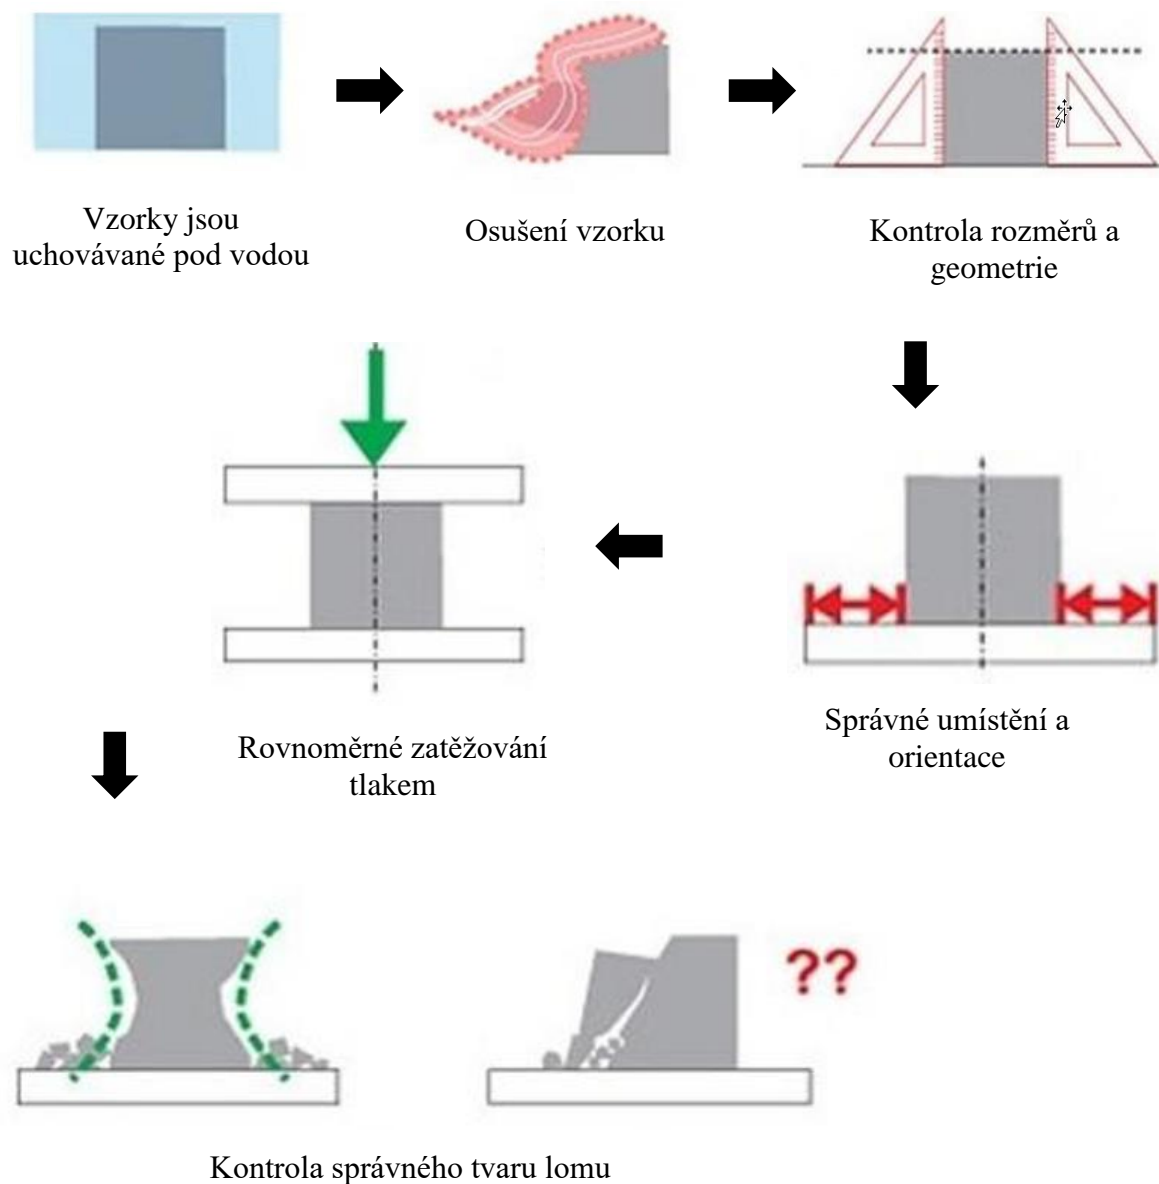 Vzorky jsou
uchovávané pod vodou
Osušení vzorku
Kontrola rozměrů a
geometrie
Správné umístění a
orientace
Rovnoměrné zatěžování
tlakem
??
Kontrola správného tvaru lomu